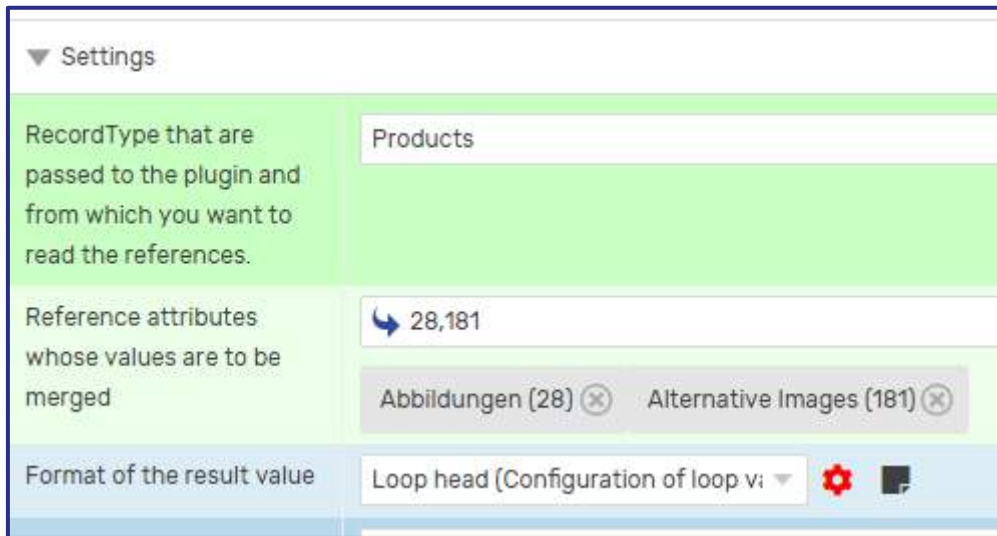 Settings
RecordType that are
passed to the plugin and
from which you want to
read the references.
Products
Reference attributes
whose values are to be
merged
28,181
Abbildungen (28) Alternative Images (181)
Format of the result value
Loop head (Configuration of loop